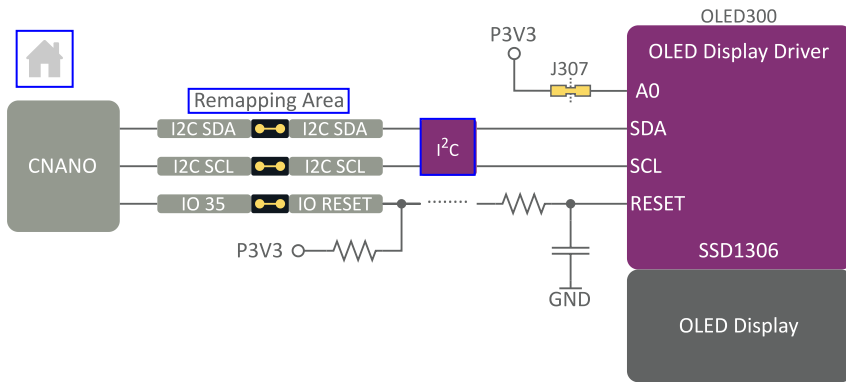 OLED300
P3V3
OLED Display Driver
J307
A0
Remapping Area
I2C SDA
I2C SDA
SDA
CNANO
I2C SCL
I2C SCL
I²C
SCL
IO 35
IO RESET
RESET
P3V3
SSD1306
GND
OLED Display